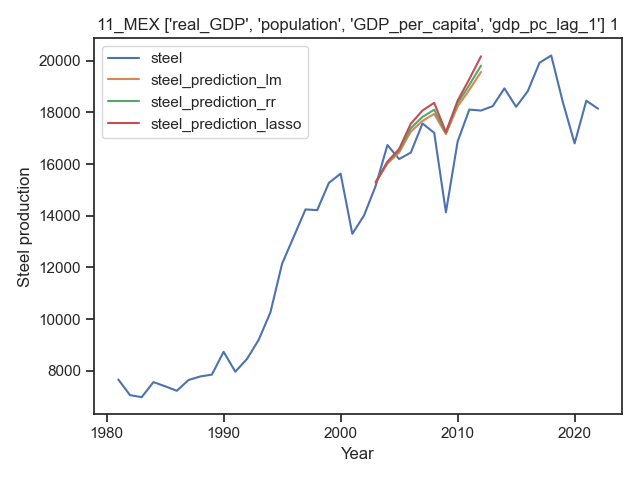 11_MEX ['real_GDP', 'population', 'GDP_per_capita', 'gdp_pc_lag_1'] 1
steel
steel_prediction_lm
steel_prediction_rr
steel_prediction_lasso
Steel production
20000
18000
16000
14000
12000
10000
8000
1980
1990
2000
2010
2020
Year